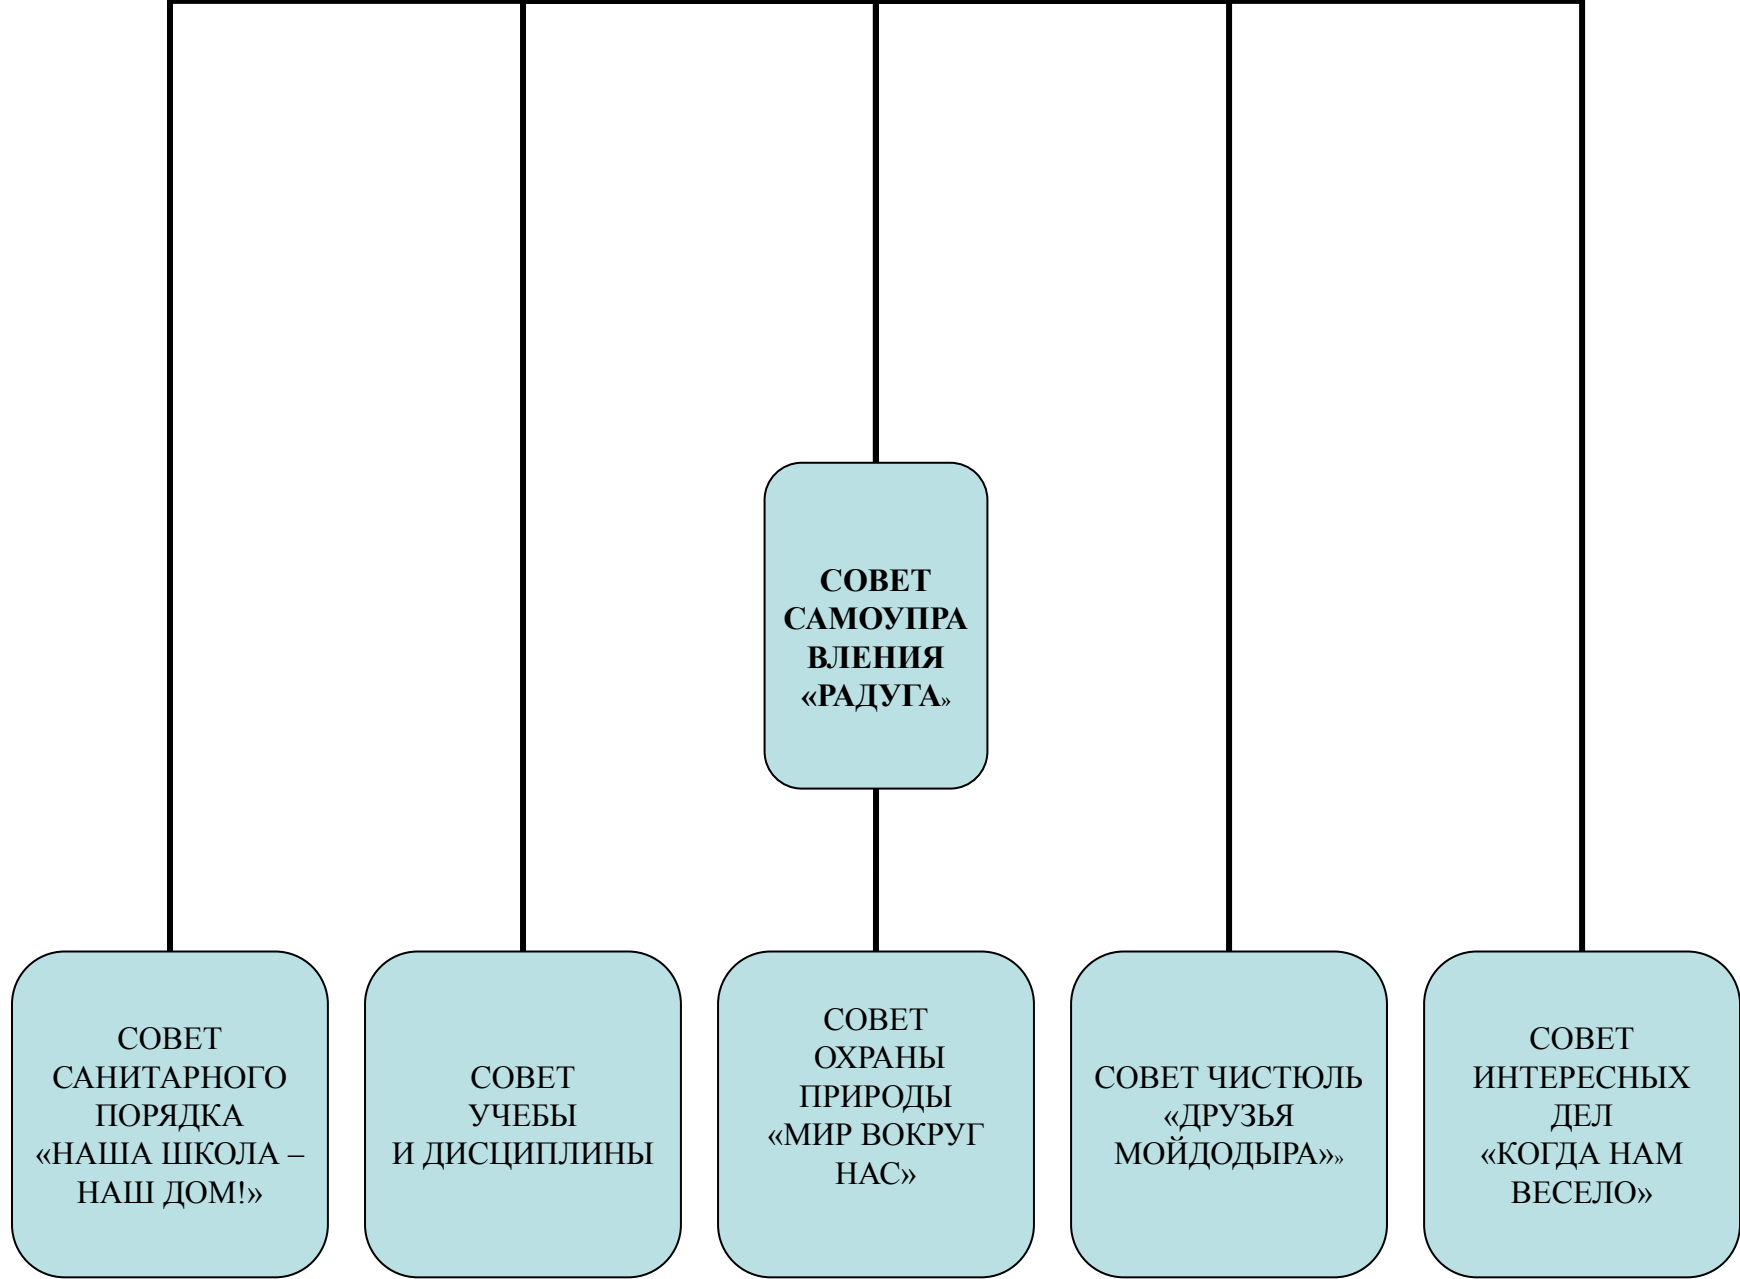 СОВЕТ
САМОУПРА
ВЛЕНИЯ
«РАДУГА»
СОВЕТ
САНИТАРНОГО
ПОРЯДКА
«НАША ШКОЛА –
НАШ ДОМ!»
СОВЕТ
УЧЕБЫ
И ДИСЦИПЛИНЫ
СОВЕТ
ОХРАНЫ
ПРИРОДЫ
«МИР ВОКРУГ
НАС»
СОВЕТ ЧИСТЮЛЬ
«ДРУЗЬЯ
МОЙДОДЫРА»»
СОВЕТ
ИНТЕРЕСНЫХ
ДЕЛ
«КОГДА НАМ
ВЕСЕЛО»